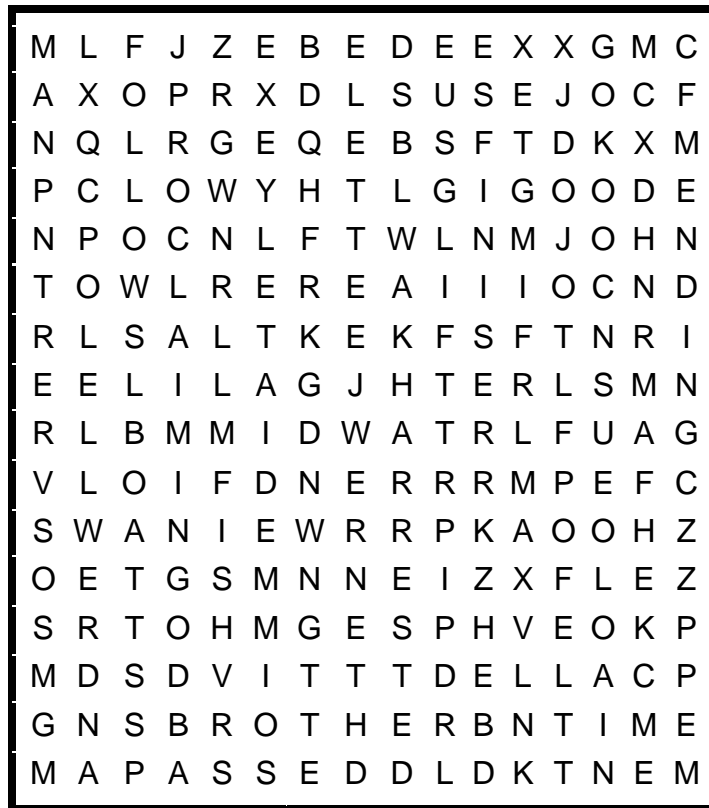 M L F J Z E B E D E E X X G M C
A X O P R X D L S U S E J O C F
N Q L R G E Q E B S F T D K X M
P C L O W Y H T L G I G O O D E
N P O C N L F T W L N M J O H N
T O W L R E R E A I I I O C N D
R L S A L T K E K F S F T N R I
E E L I L A G J H T E R L S M N
R L B M M I D W A T R L F U A G
V L O I F D N E R R R M P E F C
S W A N I E W R R P K A O O H Z
O E T G S M N N E I Z X F L E Z
S R T O H M G E S P H V E O K P
M D S D V I T T T D E L L A C P
G N S B R O T H E R B N T I M E
M A P A S S E D D L D K T N E M